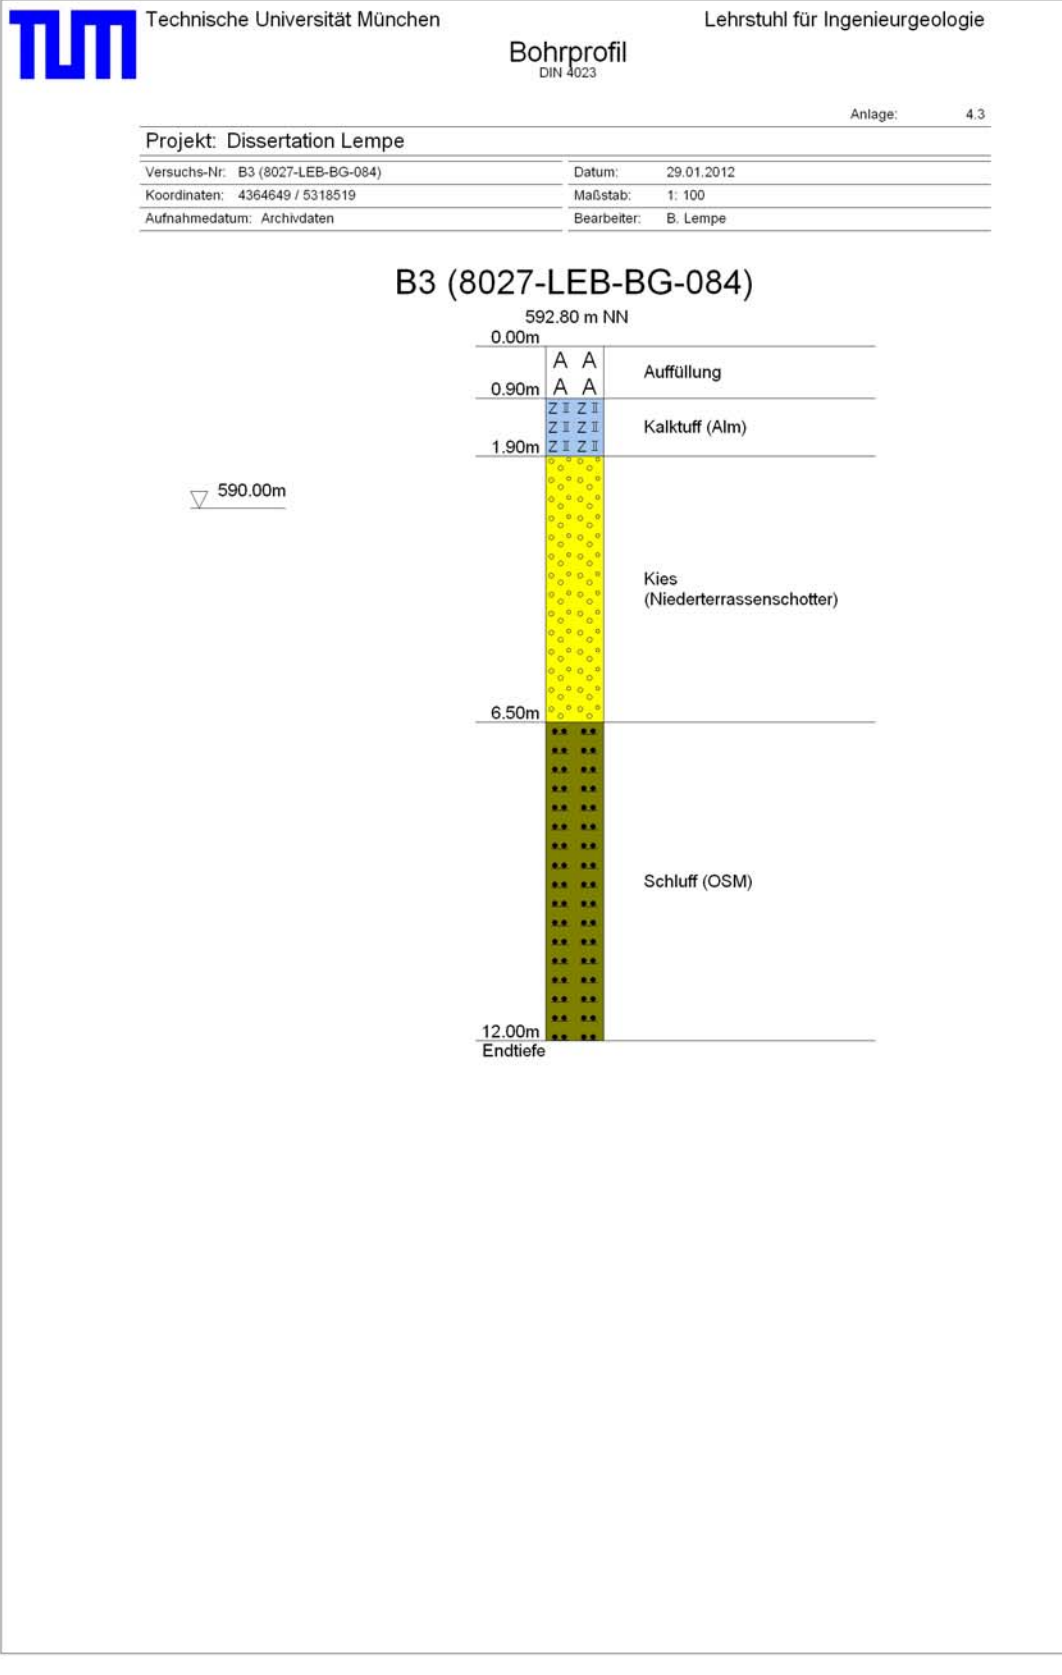 TUM Technische Universität München Lehrstuhl für Ingenieurgeologie
Bohrprofil
DIN 4023
Anlage: 4.3
Projekt: Dissertation Lempe
Versuchs-Nr: B3 (8027-LEB-BG-084) Datum: 29.01.2012
Koordinaten: 4364649 / 5318519 Maßstab: 1: 100
Aufnahmedatum: Archivdaten Bearbeiter: B. Lempe
B3 (8027-LEB-BG-084)
592.80 m NN
0.00m
A A
Auffüllung
0.90m A A
Z I Z I
Z I Z I Kalktuff (Alm)
1.90m Z I Z I
590.00m
Kies
(Niederterrassenschotter)
6.50m
Schluff (OSM)
12.00m
Endtiefe